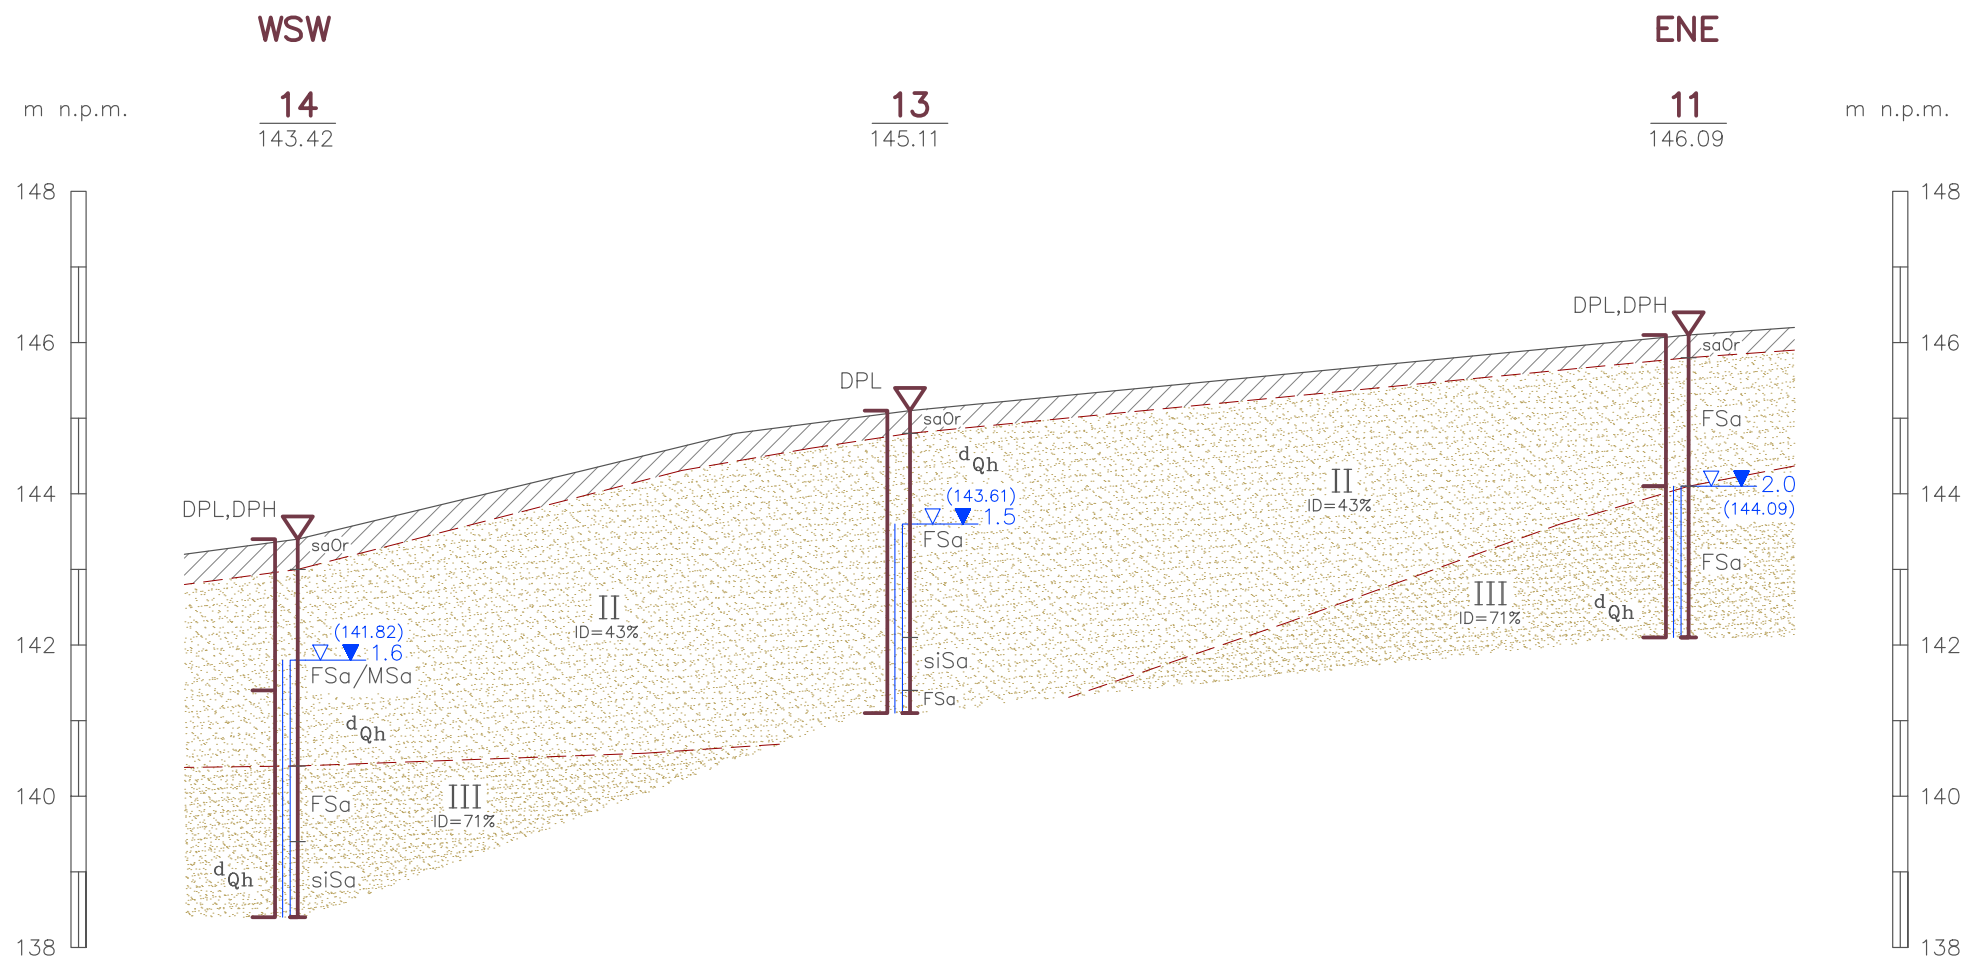 WSW ENE
14 13 11
m n.p.m. m n.p.m.
143.42 145.11 146.09
148 148
DPL,DPH
146 saOr 146
DPL
saOr FSa
dQh
II
ID=43%
144 (143.61) 2.0 144
DPL,DPH 1.5 (144.09)
saOr FSa FSa
II III
ID=43% ID=71%
dQh
142 (141.82) 142
1.6 siSa
FSa/MSa FSa
dQh
140 III 140
FSa ID=71%
dQh siSa
138 138